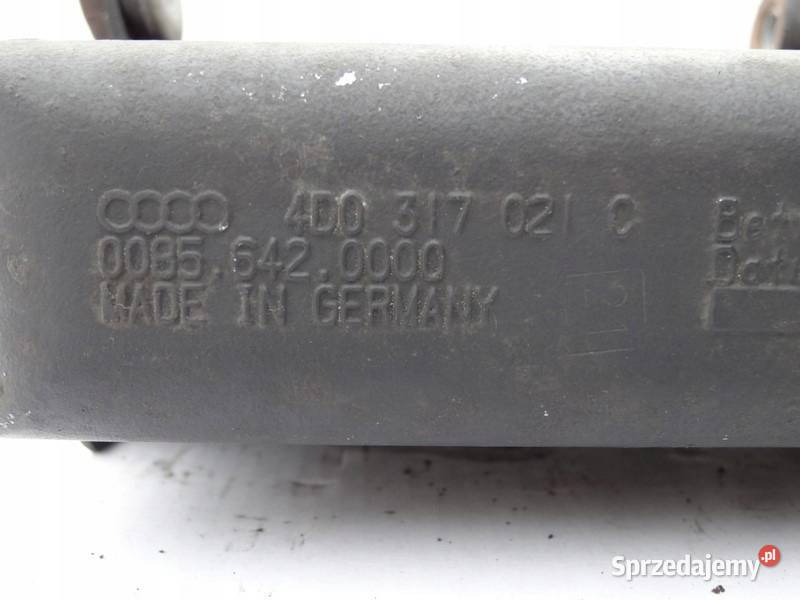 4D0 317 021 C
0085.642.0000
MADE IN GERMANY
Sprzedajemy.pl